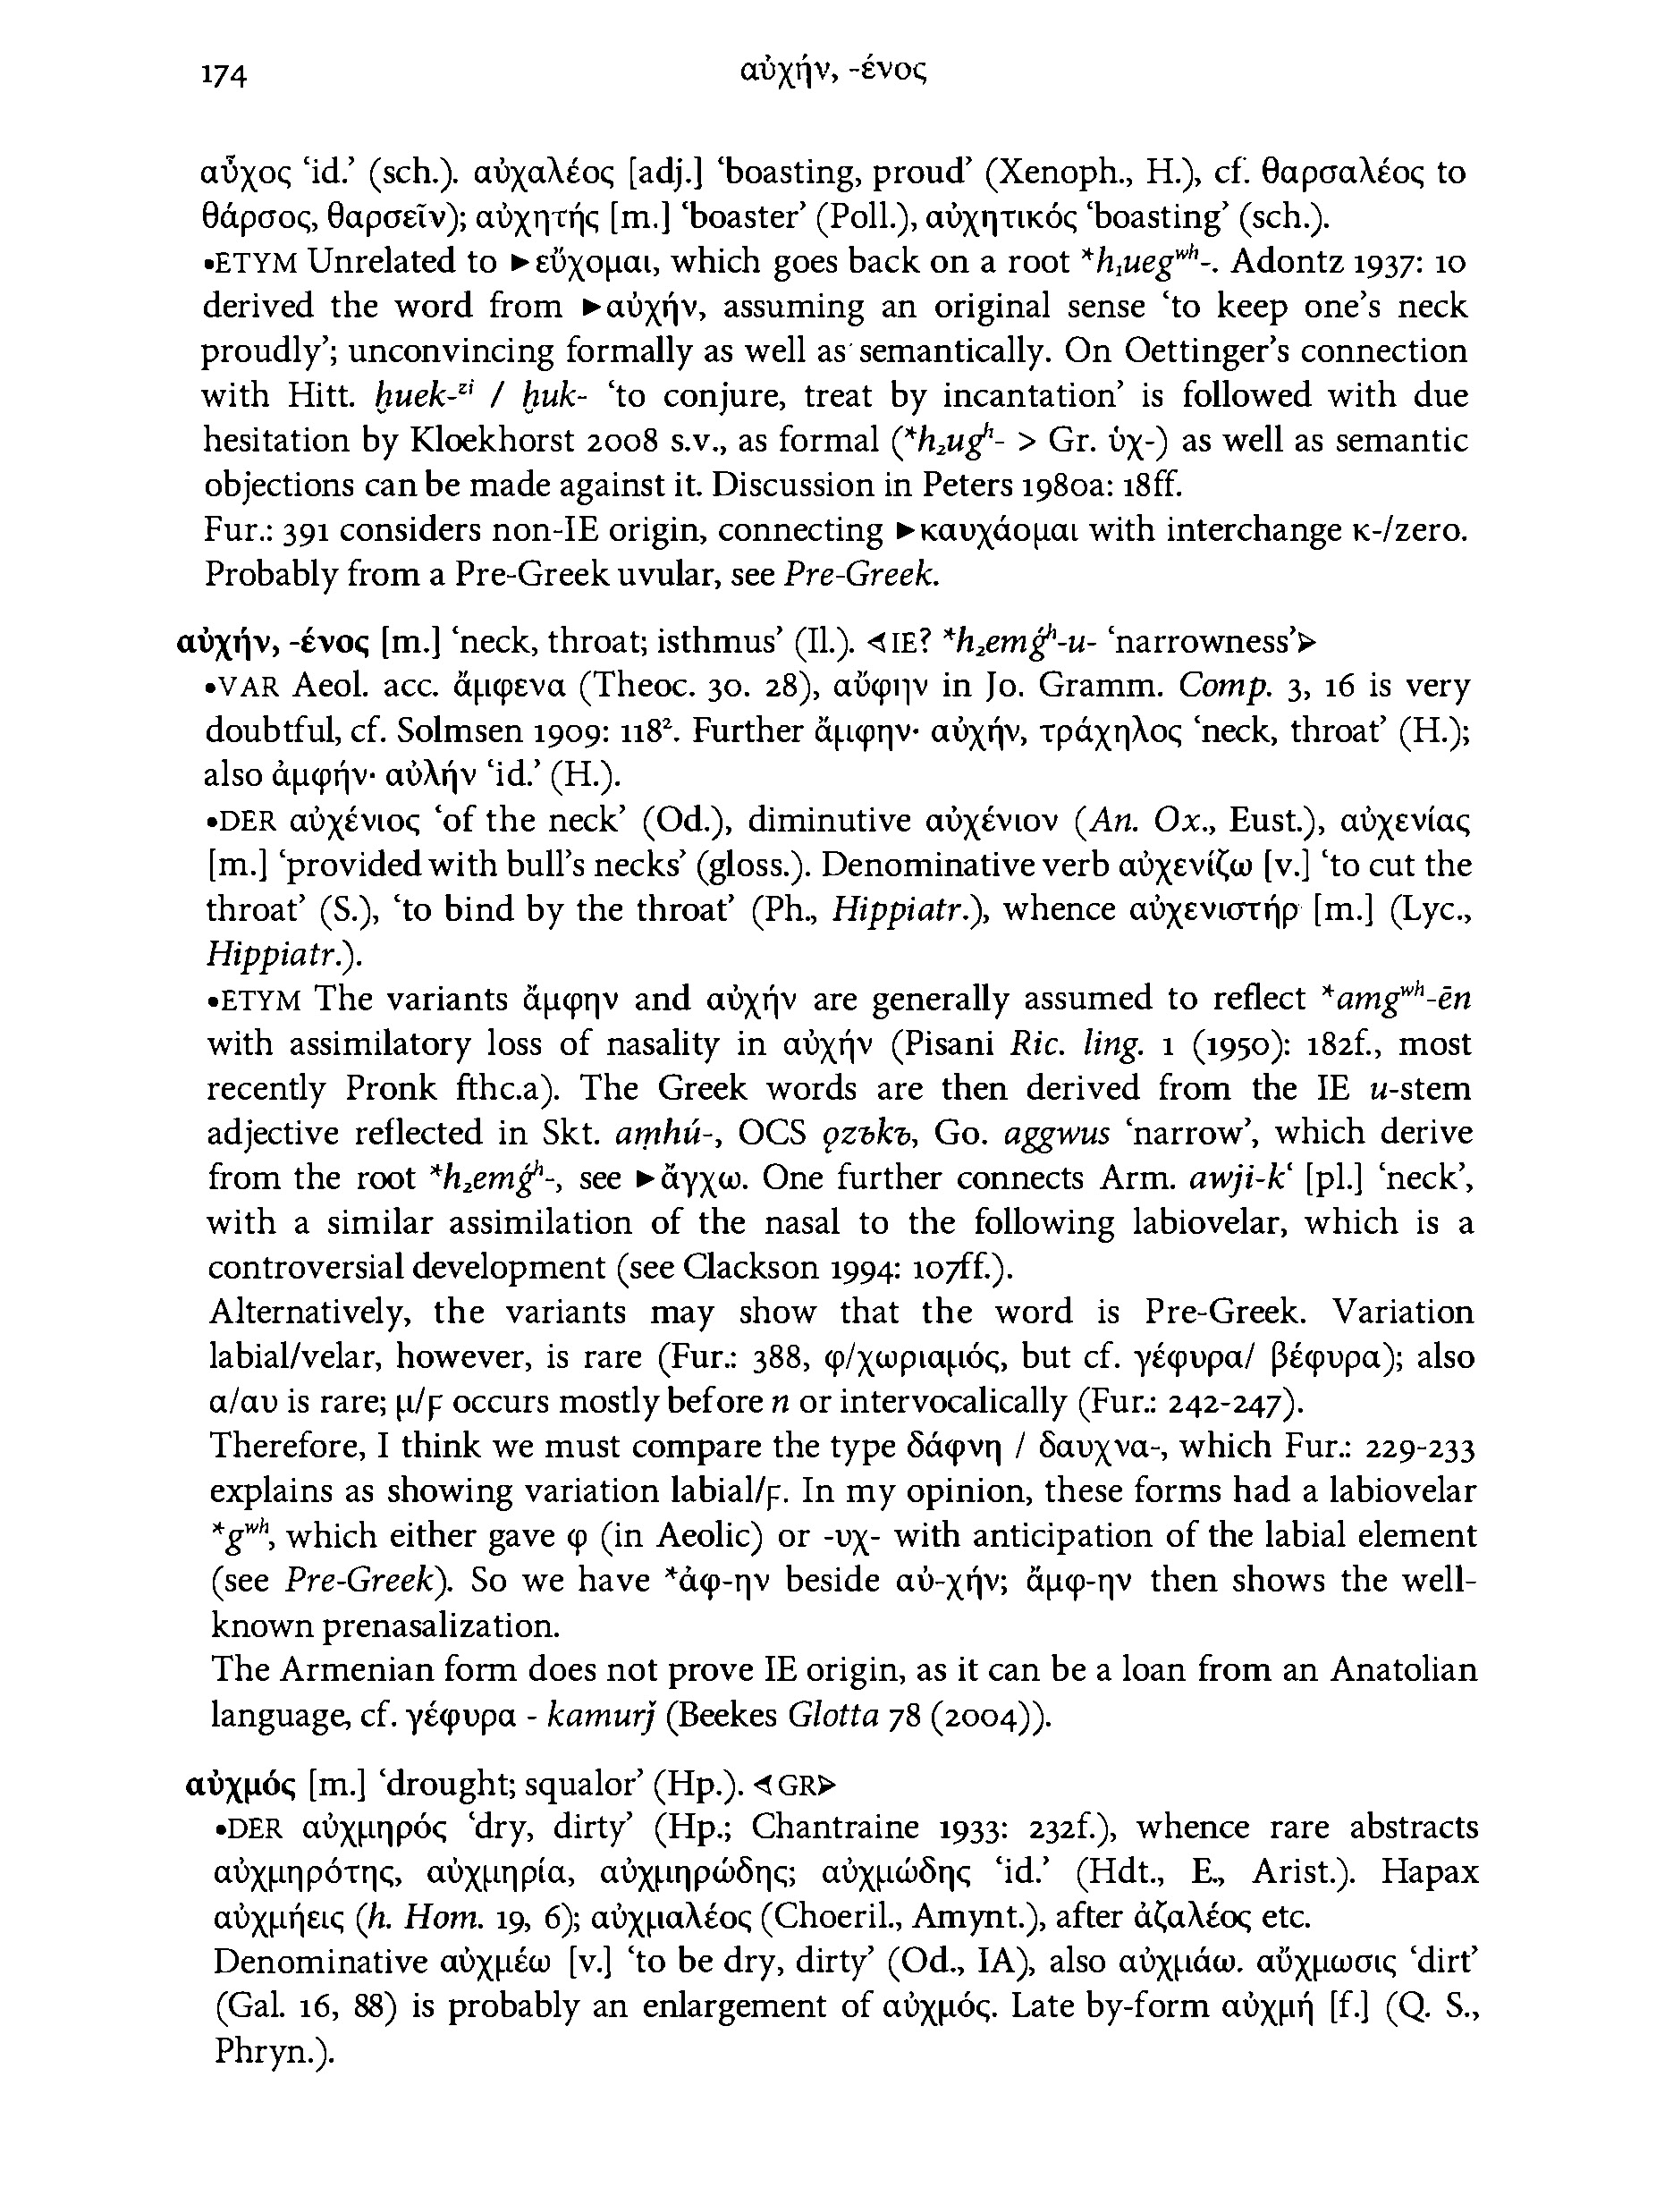 174 αὐχήν, -ένος
αὖχος ‘id.’ (sch.). αὐχαλέος [adj.] ‘boasting, proud’ (Xenoph., H.), cf. θαρσαλέος to
θάρσος, θαρσεῖν); αὐχητής [m.] ‘boaster’ (Poll.), αὐχητικός ‘boasting’ (sch.).
•ETYM Unrelated to ►εὔχομαι, which goes back on a root *h₁uegʷʰ-. Adontz 1937: 10
derived the word from ►αὐχήν, assuming an original sense ‘to keep one’s neck
proudly’; unconvincing formally as well as semantically. On Oettinger’s connection
with Hitt. ḫuek-ᶻⁱ / ḫuk- ‘to conjure, treat by incantation’ is followed with due
hesitation by Kloekhorst 2008 s.v., as formal (*h₂ugʰ- > Gr. ὑχ-) as well as semantic
objections can be made against it. Discussion in Peters 1980a: 18ff.
Fur.: 391 considers non-IE origin, connecting ►καυχάομαι with interchange κ-/zero.
Probably from a Pre-Greek uvular, see Pre-Greek.
αὐχήν, -ένος [m.] ‘neck, throat; isthmus’ (Il.). ⊲IE? *h₂emǵʰ-u- ‘narrowness’⊳
•VAR Aeol. acc. ἄμφενα (Theoc. 30. 28), αὔφην in Jo. Gramm. Comp. 3, 16 is very
doubtful, cf. Solmsen 1909: 118². Further ἄμφην· αὐχήν, τράχηλος ‘neck, throat’ (H.);
also ἀμφήν· αὐλήν ‘id.’ (H.).
•DER αὐχένιος ‘of the neck’ (Od.), diminutive αὐχένιον (An. Ox., Eust.), αὐχενίας
[m.] ‘provided with bull’s necks’ (gloss.). Denominative verb αὐχενίζω [v.] ‘to cut the
throat’ (S.), ‘to bind by the throat’ (Ph., Hippiatr.), whence αὐχενιστήρ [m.] (Lyc.,
Hippiatr.).
•ETYM The variants ἄμφην and αὐχήν are generally assumed to reflect *amgʷʰ-ēn
with assimilatory loss of nasality in αὐχήν (Pisani Ric. ling. 1 (1950): 182f., most
recently Pronk fthc.a). The Greek words are then derived from the IE u-stem
adjective reflected in Skt. aṃhú-, OCS ǫzъkъ, Go. aggwus ‘narrow’, which derive
from the root *h₂emǵʰ-, see ►ἄγχω. One further connects Arm. awji-k‘ [pl.] ‘neck’,
with a similar assimilation of the nasal to the following labiovelar, which is a
controversial development (see Clackson 1994: 107ff.).
Alternatively, the variants may show that the word is Pre-Greek. Variation
labial/velar, however, is rare (Fur.: 388, φ/χωριαμός, but cf. γέφυρα/ βέφυρα); also
α/αυ is rare; μ/ϝ occurs mostly before n or intervocalically (Fur.: 242-247).
Therefore, I think we must compare the type δάφνη / δαυχνα-, which Fur.: 229-233
explains as showing variation labial/ϝ. In my opinion, these forms had a labiovelar
*gʷʰ, which either gave φ (in Aeolic) or -υχ- with anticipation of the labial element
(see Pre-Greek). So we have *ἀφ-ην beside αὐ-χήν; ἄμφ-ην then shows the well-
known prenasalization.
The Armenian form does not prove IE origin, as it can be a loan from an Anatolian
language, cf. γέφυρα - kamurǰ (Beekes Glotta 78 (2004)).
αὐχμός [m.] ‘drought; squalor’ (Hp.). ⊲GR⊳
•DER αὐχμηρός ‘dry, dirty’ (Hp.; Chantraine 1933: 232f.), whence rare abstracts
αὐχμηρότης, αὐχμηρία, αὐχμηρώδης; αὐχμώδης ‘id.’ (Hdt., E., Arist.). Hapax
αὐχμήεις (h. Hom. 19, 6); αὐχμαλέος (Choeril., Amynt.), after ἀζαλέος etc.
Denominative αὐχμέω [v.] ‘to be dry, dirty’ (Od., IA), also αὐχμάω. αὔχμωσις ‘dirt’
(Gal. 16, 88) is probably an enlargement of αὐχμός. Late by-form αὐχμή [f.] (Q. S.,
Phryn.).